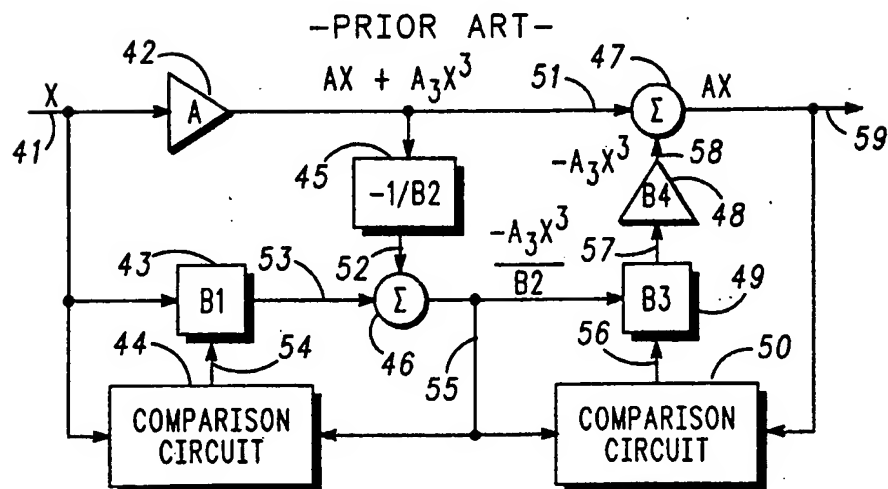 -PRIOR ART-
42
AX + A₃X³
47
X
A
51
Σ
AX
41
45
-1/B2
-A₃X³
58
59
B4
48
43
53
52
-A₃X³
B2
57
B1
Σ
B3
49
44
54
46
55
56
50
COMPARISON
CIRCUIT
COMPARISON
CIRCUIT